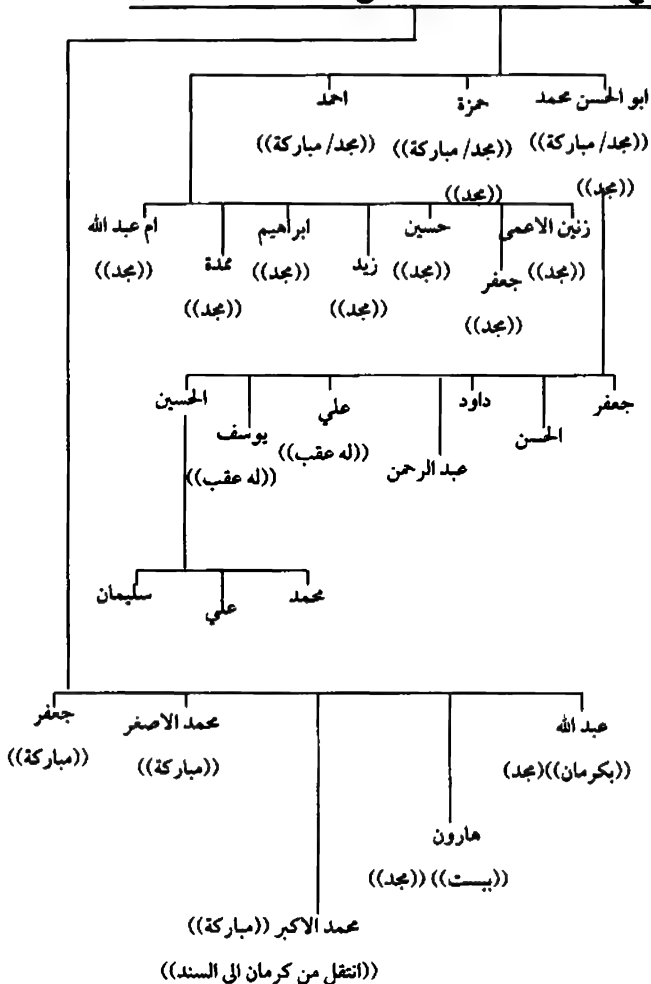 ابو الحسن محمد حمزة احمد
((مجد/ مباركة)) ((مجد/ مباركة)) ((مجد/ مباركة))
((مجد)) ((مجد))
زنين الاعمى حسين ابراهيم ام عبد الله
جعفر زيد ممدة
((مجد)) ((مجد)) ((مجد)) ((مجد))
((مجد)) ((مجد)) ((مجد))
جعفر داود علي الحسين
الحسن يوسف
((له عقب))
عبد الرحمن ((له عقب))
محمد علي سليمان
عبد الله محمد الاصغر جعفر
((بكرمان))(مجد) ((مباركة)) ((مباركة))
هارون
((ببست)) ((مجد))
محمد الاكبر ((مباركة))
((انتقل من كرمان الى السند))